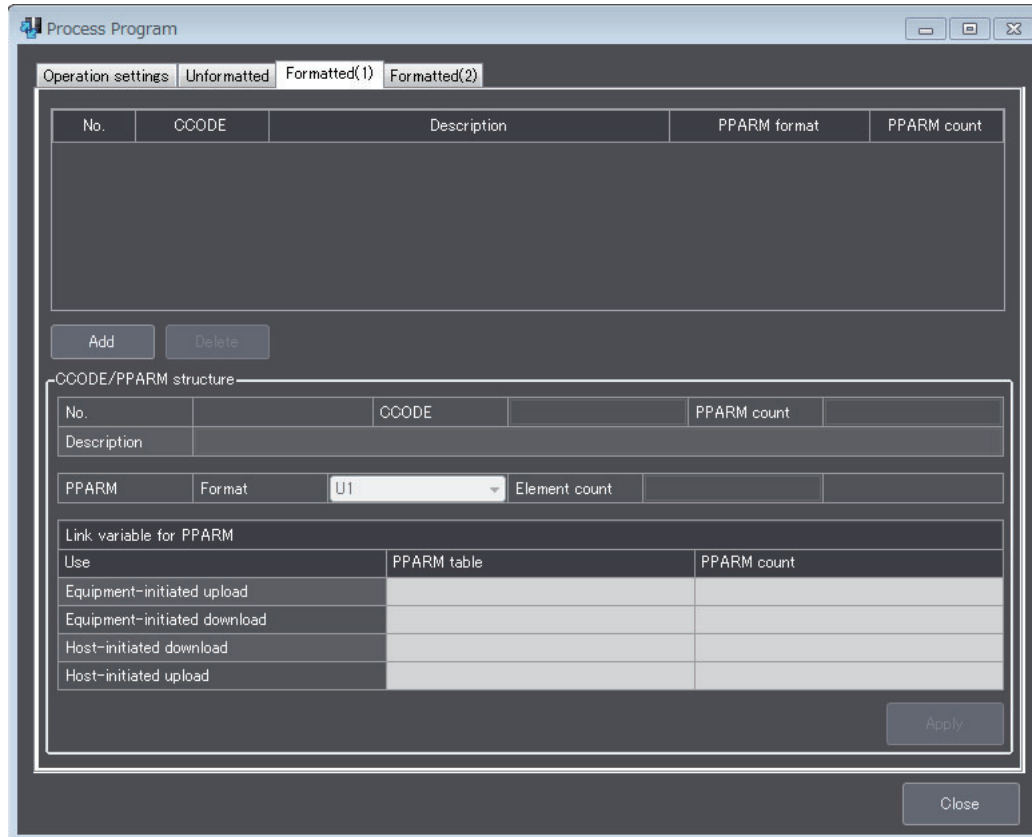 Process Program
Operation settings Unformatted Formatted(1) Formatted(2)
No. CCODE Description PPARM format PPARM count
Add Delete
CCODE/PPARM structure
No. CCODE PPARM count
Description
PPARM Format U1 Element count
Link variable for PPARM
Use PPARM table PPARM count
Equipment-initiated upload
Equipment-initiated download
Host-initiated download
Host-initiated upload
Apply
Close